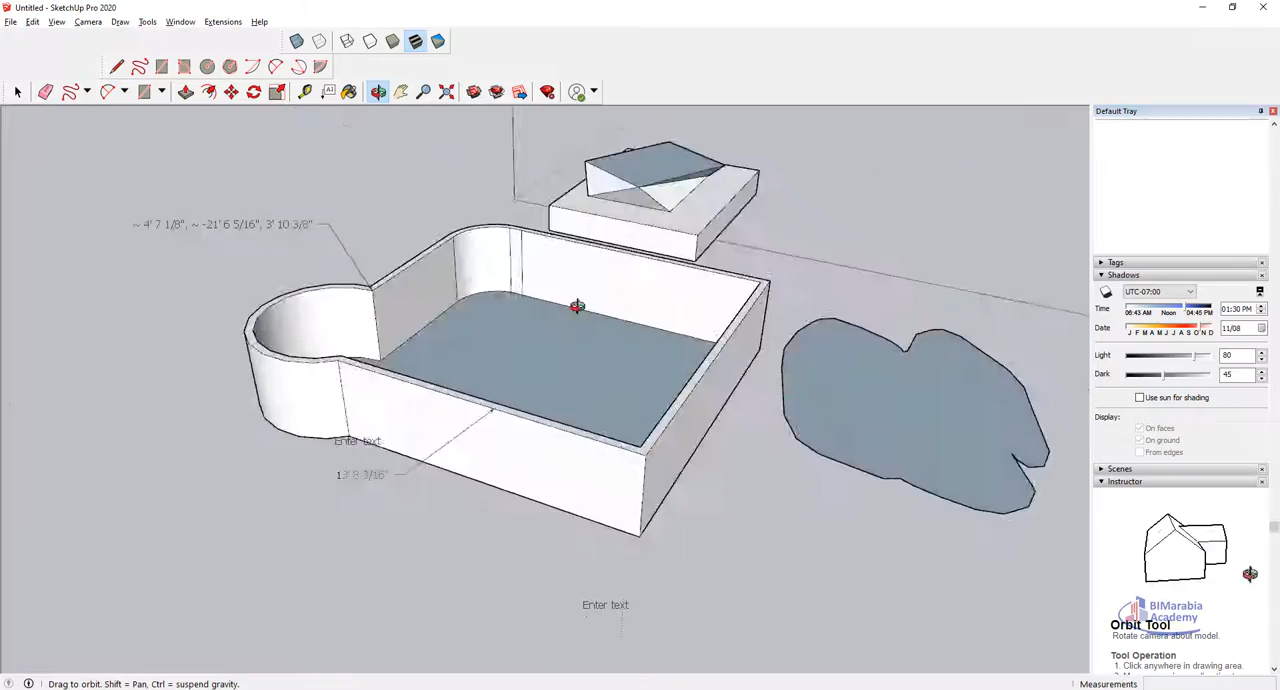 Untitled - SketchUp Pro 2020
File Edit View Camera Draw Tools Window Extensions Help
A1
Default Tray
Tags
Shadows
UTC-07:00
Time 06:43 AM Noon 04:45 PM 01:30 PM
Date J F M A M J J A S O N D 11/08
Light 80
Dark 45
Use sun for shading
Display:
On faces
On ground
From edges
Scenes
Instructor
BIMarabia
Academy
Orbit Tool
Rotate camera about model.
Tool Operation
1. Click anywhere in drawing area.
~ 4' 7 1/8", ~ -21' 6 5/16", 3' 10 3/8"
Enter text
13' 8 3/16"
Enter text
Drag to orbit. Shift = Pan, Ctrl = suspend gravity.
Measurements